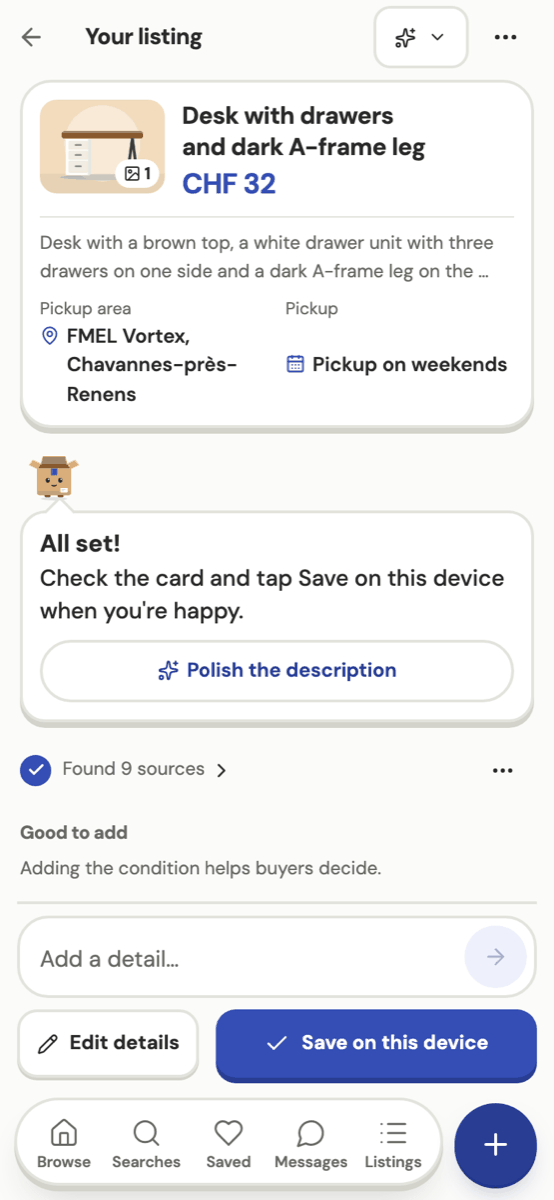 Your listing
Desk with drawers
and dark A-frame leg
1
CHF 32
Desk with a brown top, a white drawer unit with three
drawers on one side and a dark A-frame leg on the ...
Pickup area
FMEL Vortex,
Chavannes-près-
Renens
Pickup
Pickup on weekends
All set!
Check the card and tap Save on this device
when you're happy.
Polish the description
Found 9 sources
Good to add
Adding the condition helps buyers decide.
Add a detail...
Edit details
Save on this device
Browse
Searches
Saved
Messages
Listings